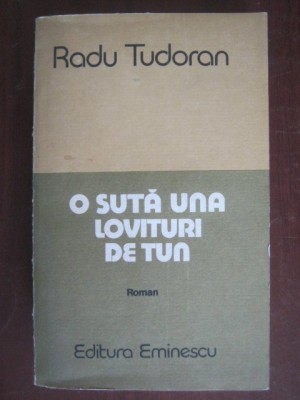 Radu Tudoran
O SUTĂ UNA
LOVITURI
DE TUN
Roman
Editura Eminescu